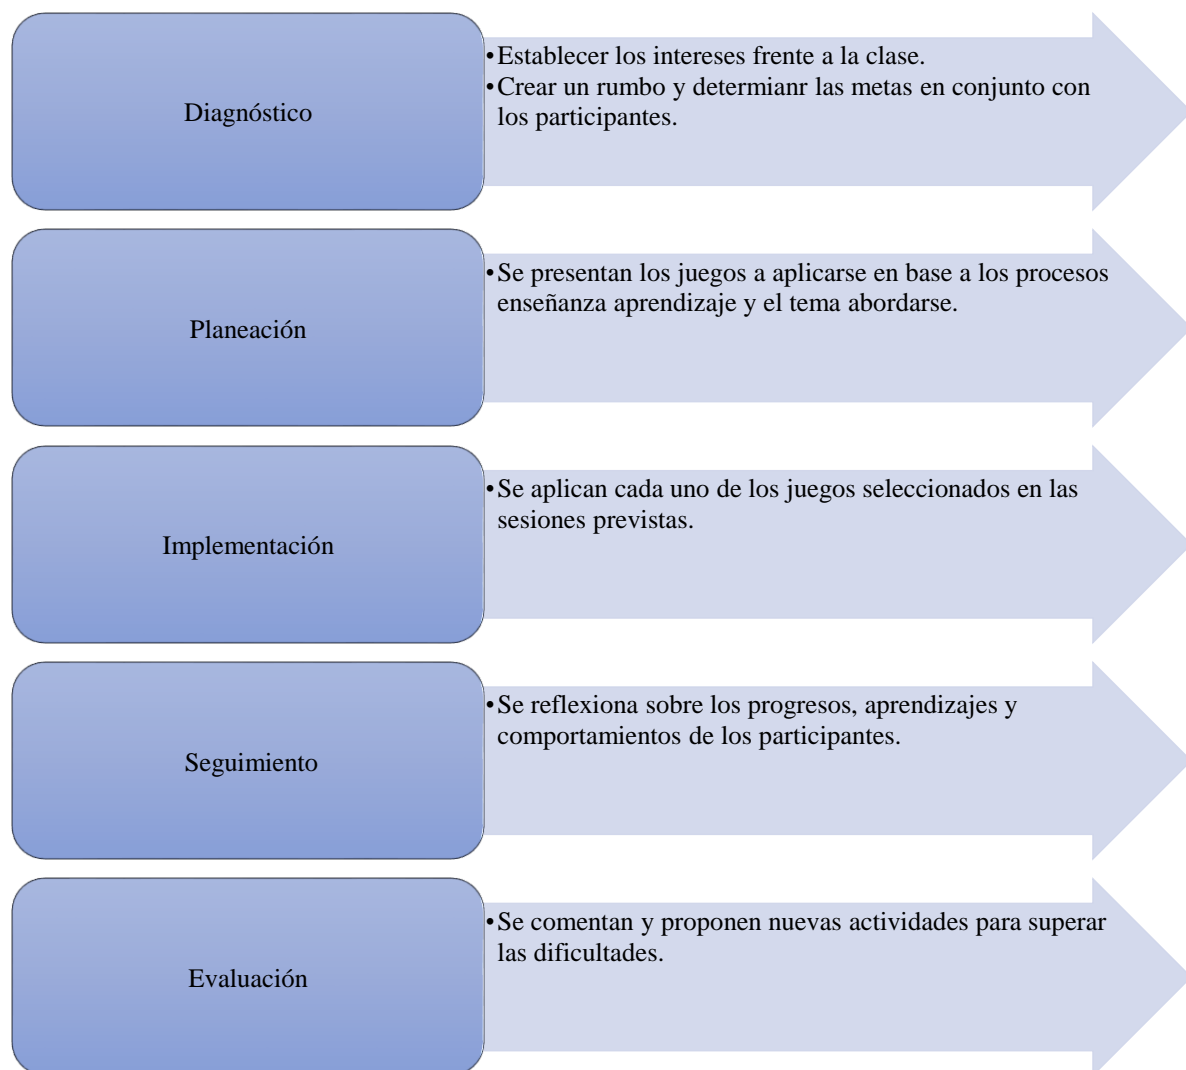 Diagnóstico
•Establecer los intereses frente a la clase.
•Crear un rumbo y determianr las metas en conjunto con
los participantes.
Planeación
•Se presentan los juegos a aplicarse en base a los procesos
enseñanza aprendizaje y el tema abordarse.
Implementación
•Se aplican cada uno de los juegos seleccionados en las
sesiones previstas.
Seguimiento
•Se reflexiona sobre los progresos, aprendizajes y
comportamientos de los participantes.
Evaluación
•Se comentan y proponen nuevas actividades para superar
las dificultades.